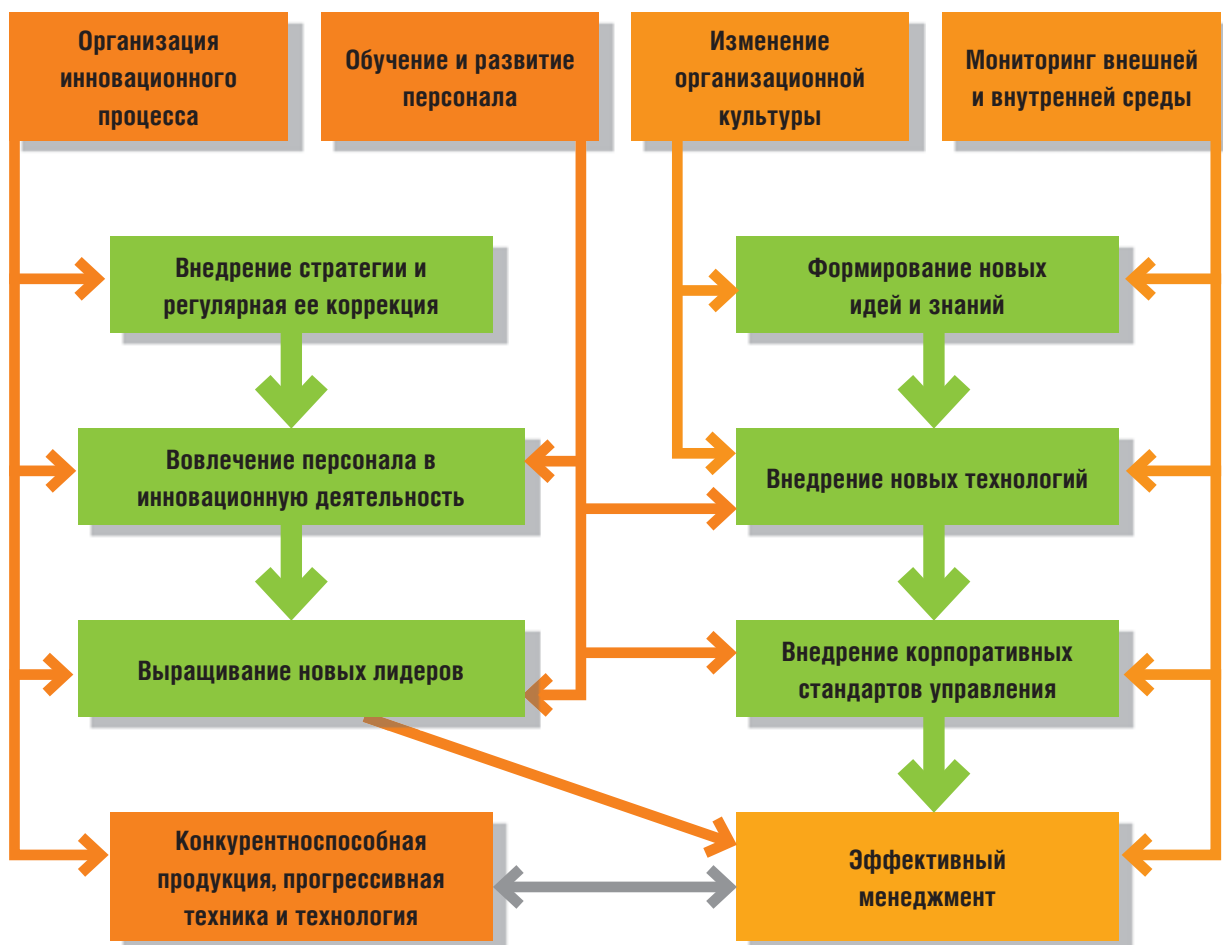 Организация
инновационного
процесса
Обучение и развитие
персонала
Изменение
организационной
культуры
Мониторинг внешней
и внутренней среды
Внедрение стратегии и
регулярная ее коррекция
Формирование новых
идей и знаний
Вовлечение персонала в
инновационную деятельность
Внедрение новых технологий
Выращивание новых лидеров
Внедрение корпоративных
стандартов управления
Конкурентноспособная
продукция, прогрессивная
техника и технология
Эффективный
менеджмент